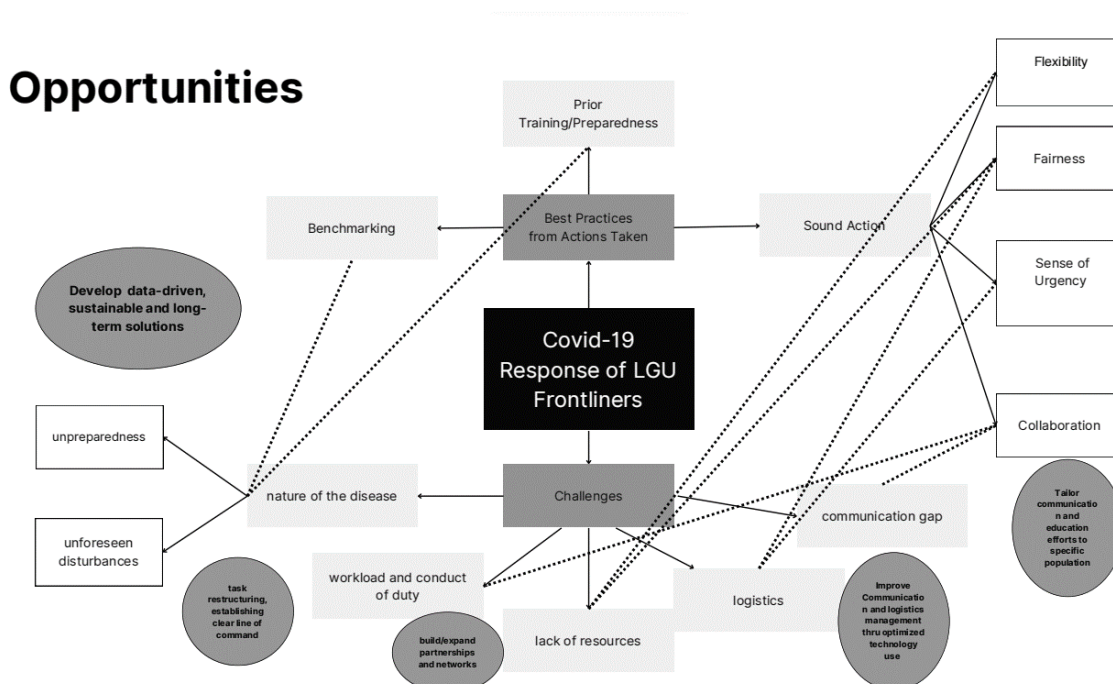 Opportunities
Flexibility
Prior
Training/Preparedness
Fairness
Benchmarking
Best Practices
from Actions Taken
Sound Action
Sense of
Urgency
Develop data-driven,
sustainable and long-
term solutions
Covid-19
Response of LGU
Frontliners
unpreparedness
Collaboration
nature of the disease
Challenges
communication gap
Tailor
communicatio
n and
education
efforts to
specific
population
unforeseen
disturbances
workload and conduct
of duty
logistics
task
restructuring,
establishing
clear line of
command
build/expand
partnerships
and networks
lack of resources
Improve
Communicatio
n and logistics
management
thru optimized
technology
use